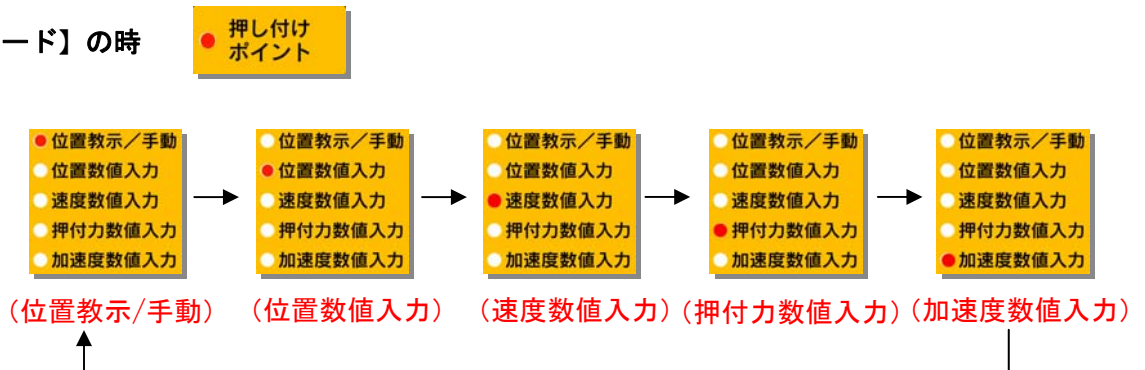 ード】の時
押し付け
ポイント
位置教示／手動
位置数値入力
速度数値入力
押付力数値入力
加速度数値入力
位置教示／手動
位置数値入力
速度数値入力
押付力数値入力
加速度数値入力
位置教示／手動
位置数値入力
速度数値入力
押付力数値入力
加速度数値入力
位置教示／手動
位置数値入力
速度数値入力
押付力数値入力
加速度数値入力
位置教示／手動
位置数値入力
速度数値入力
押付力数値入力
加速度数値入力
(位置教示/手動)
(位置数値入力)
(速度数値入力)
(押付力数値入力)
(加速度数値入力)